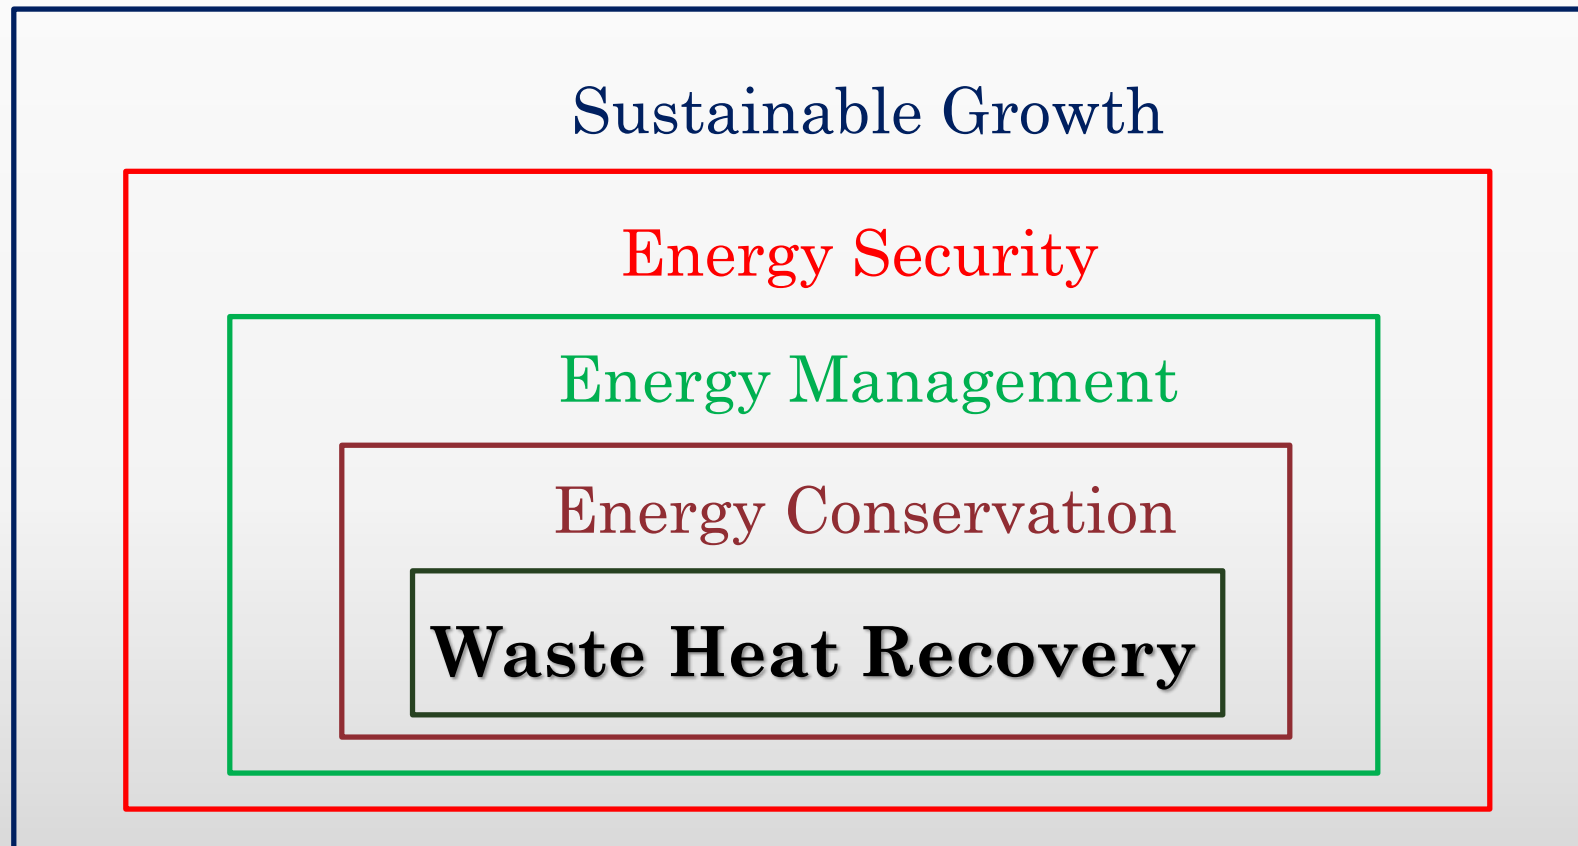 Sustainable Growth
Energy Security
Energy Management
Energy Conservation
Waste Heat Recovery